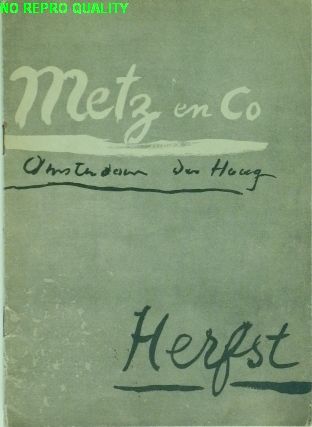 NO REPRO QUALITY
Metz en Co
Amsterdam Den Haag
Herfst